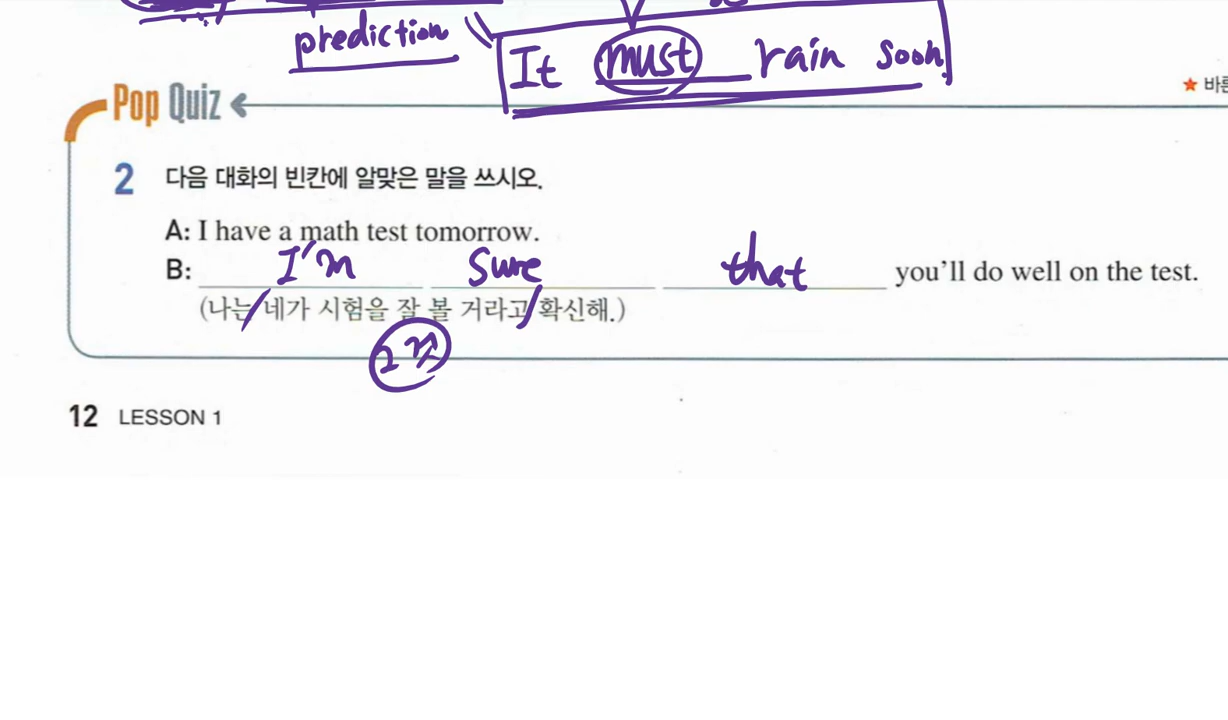 prediction
It must rain soon.
Pop Quiz
★ 바른
2 다음 대화의 빈칸에 알맞은 말을 쓰시오.
A: I have a math test tomorrow.
B: I'm sure that you'll do well on the test.
(나는/네가 시험을 잘 볼 거라고/확신해.)
12 LESSON 1